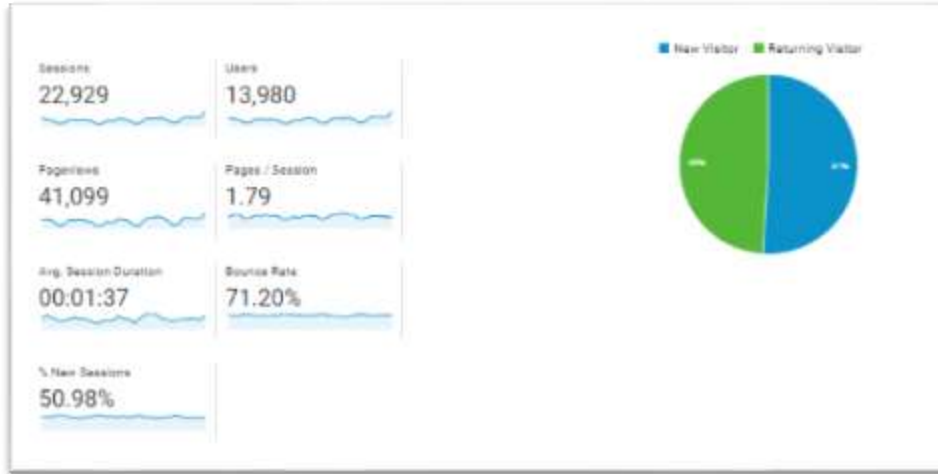 New Visitor Returning Visitor
Sessions
22,929
Users
13,980
Pageviews
41,099
Pages / Session
1.79
Avg. Session Duration
00:01:37
Bounce Rate
71.20%
% New Sessions
50.98%